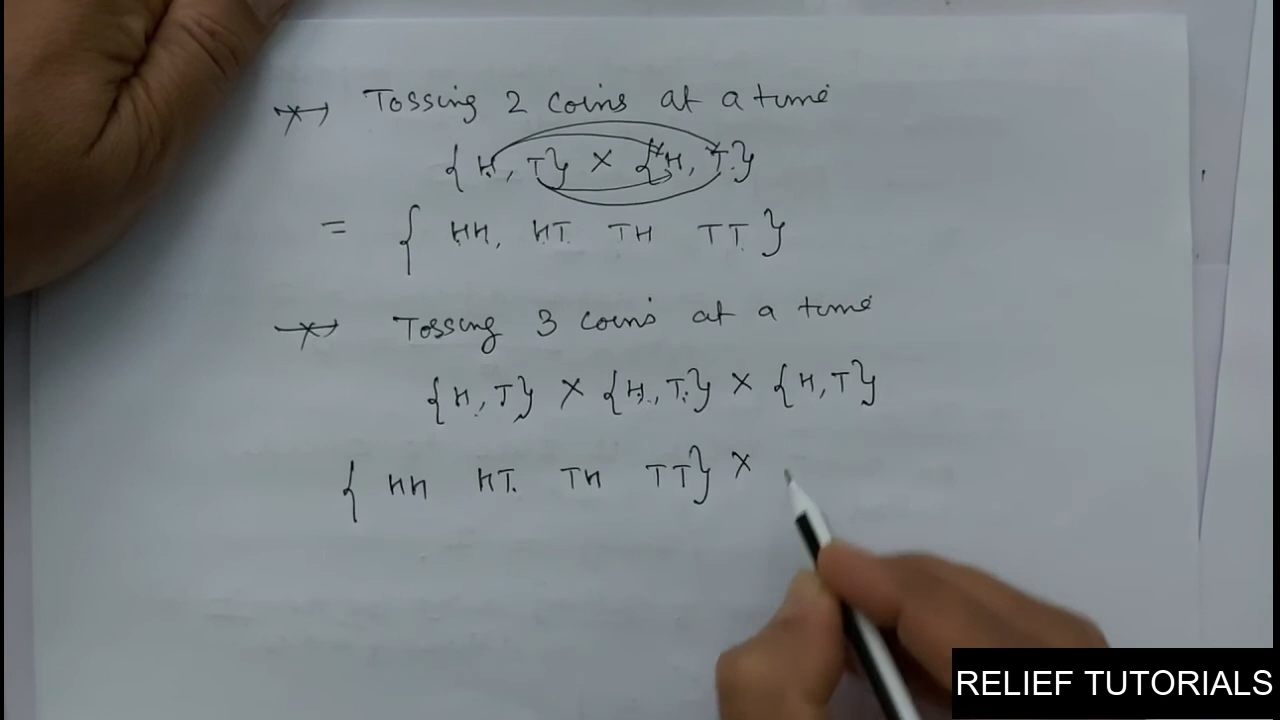 Tossing 2 coins at a time
{ H, T} × {H, T}
= { HH, HT TH TT }
Tossing 3 coins at a time
{H, T} × {H, T} × {H, T}
{ HH HT TH TT} ×
RELIEF TUTORIALS